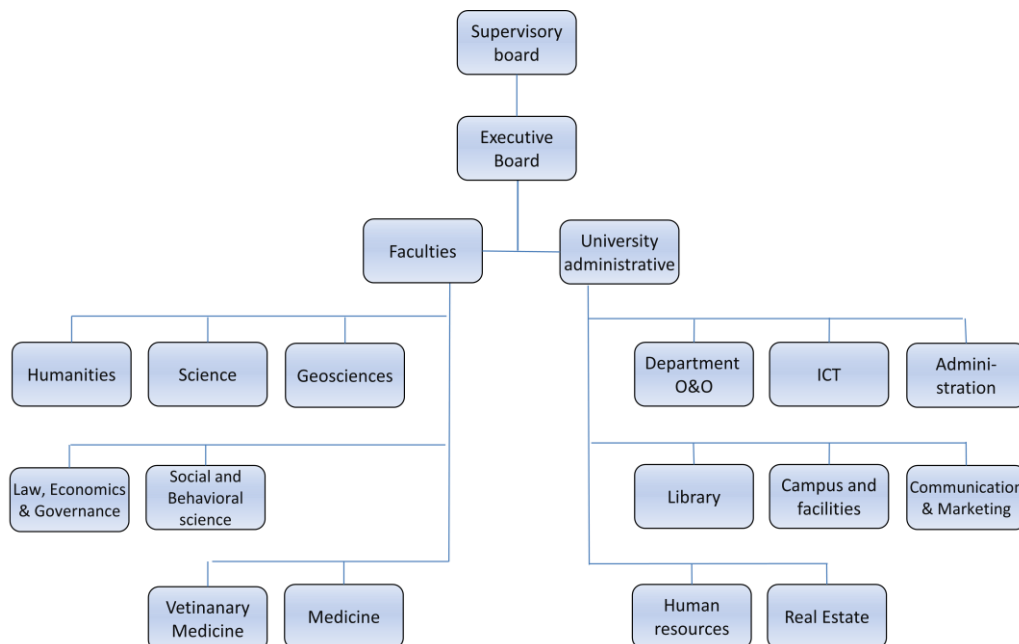 Supervisory
board
Executive
Board
Faculties
University
administrative
Humanities
Science
Geosciences
Department
O&O
ICT
Admini-
stration
Law, Economics
& Governance
Social and
Behavioral
science
Library
Campus and
facilities
Communication
& Marketing
Vetinanary
Medicine
Medicine
Human
resources
Real Estate